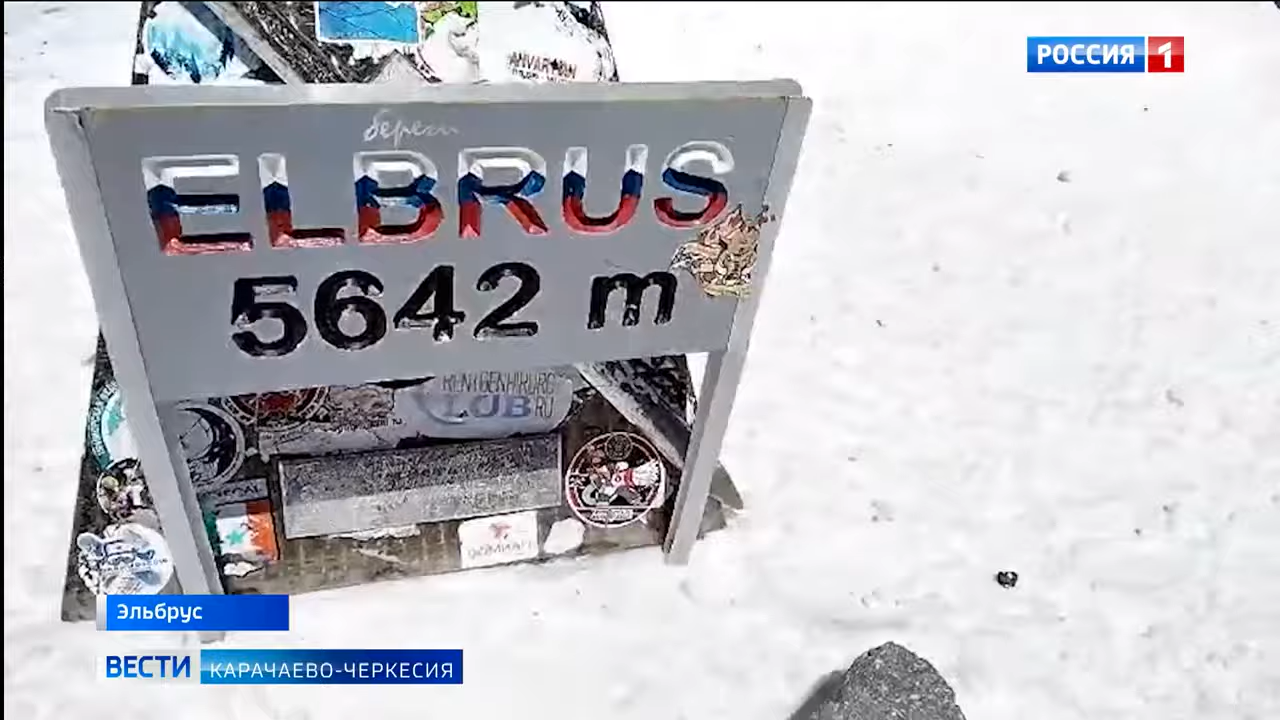 РОССИЯ 1
береги
ELBRUS
5642 m
RENTGENHIRURG
CLUB RU
Эльбрус
ВЕСТИ КАРАЧАЕВО-ЧЕРКЕСИЯ